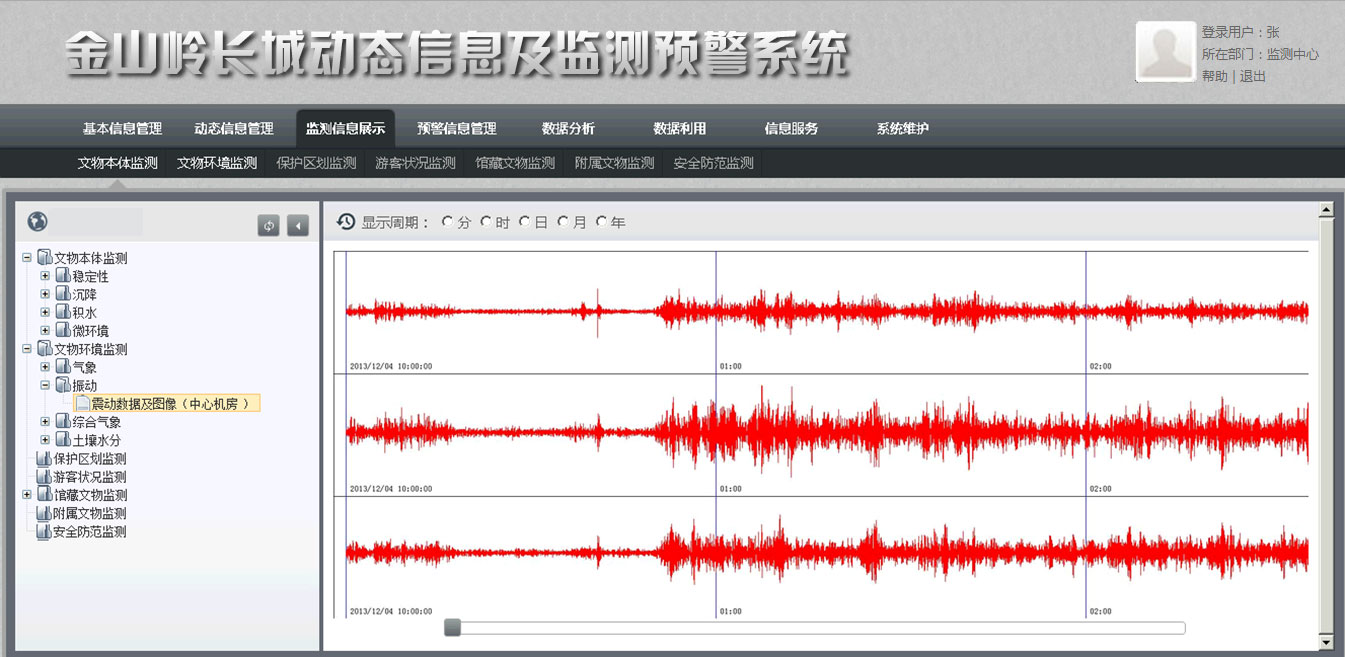 金山岭长城动态信息及监测预警系统
登录用户：张
所在部门：监测中心
帮助 | 退出
基本信息管理 动态信息管理 监测信息展示 预警信息管理 数据分析 数据利用 信息服务 系统维护
文物本体监测 文物环境监测 保护区划监测 游客状况监测 馆藏文物监测 附属文物监测 安全防范监测
文物本体监测
稳定性
沉降
积水
微环境
文物环境监测
气象
振动
震动数据及图像（中心机房 ）
综合气象
土壤水分
保护区划监测
游客状况监测
馆藏文物监测
附属文物监测
安全防范监测
显示周期： 分 时 日 月 年
2013/12/04 10:00:00 01:00 02:00
2013/12/04 10:00:00 01:00 02:00
2013/12/04 10:00:00 01:00 02:00